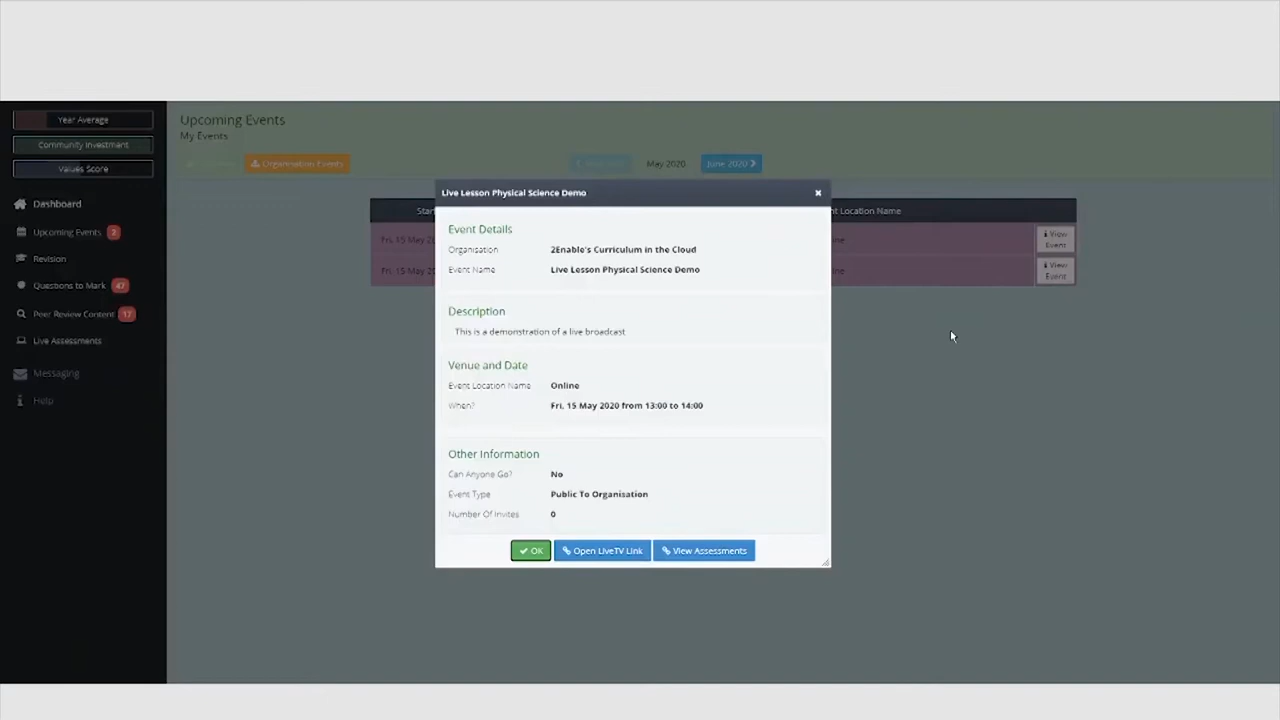 Year Average
Community Investment
Values Score
Dashboard
Upcoming Events 2
Revision
Questions to Mark 47
Peer Review Content 17
Live Assessments
Messaging
Help
Upcoming Events
My Events
Organisation Events
May 2020
June 2020
Location Name
Fri, 15 May
View Event
Fri, 15 May
View Event
Live Lesson Physical Science Demo
Event Details
Organisation 2Enable's Curriculum in the Cloud
Event Name Live Lesson Physical Science Demo
Description
This is a demonstration of a live broadcast
Venue and Date
Event Location Name Online
When? Fri, 15 May 2020 from 13:00 to 14:00
Other Information
Can Anyone Go? No
Event Type Public To Organisation
Number Of Invites 0
OK
Open LiveTV Link
View Assessments